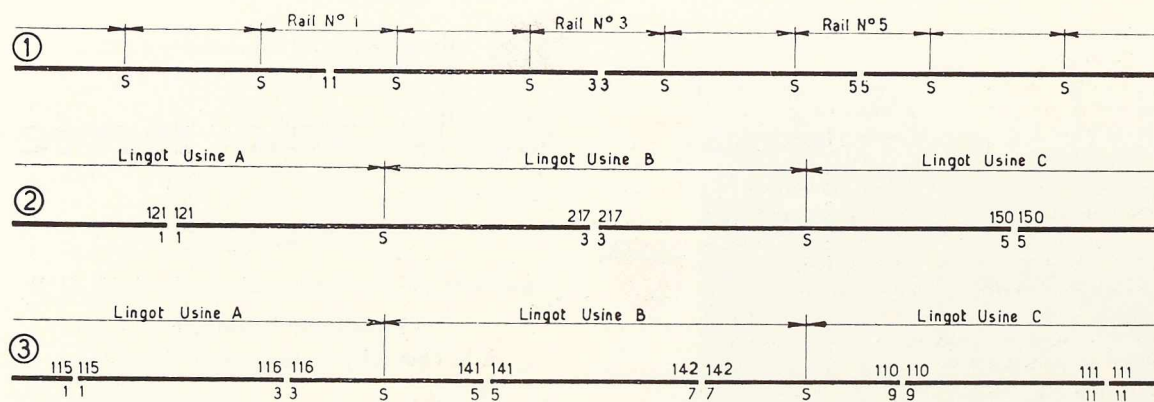 Rail N° 1 Rail N° 3 Rail N° 5
①
S S 1 1 S S 3 3 S S 5 5 S S
Lingot Usine A Lingot Usine B Lingot Usine C
②
121 121 217 217 150 150
1 1 S 3 3 S 5 5
Lingot Usine A Lingot Usine B Lingot Usine C
③
115 115 116 116 141 141 142 142 110 110 111 111
1 1 3 3 S 5 5 7 7 S 9 9 11 11